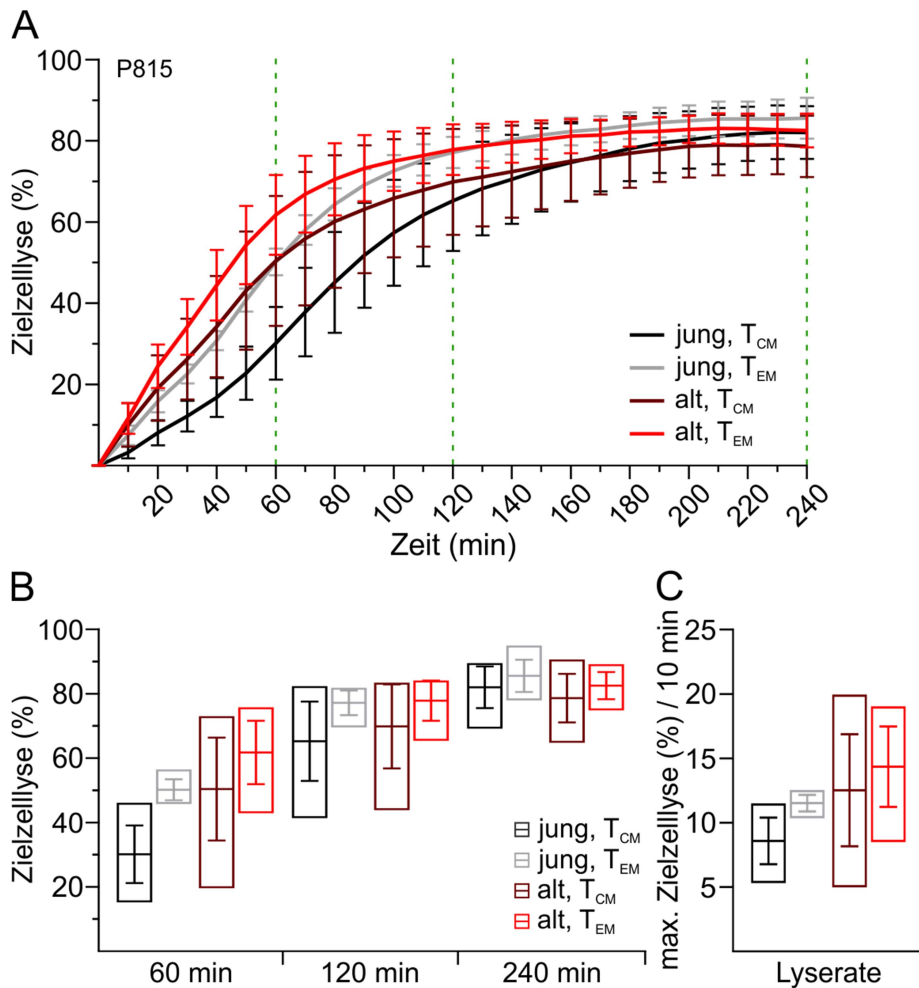 A
P815
Zielzelllyse (%)
100
80
60
40
20
20
40
60
80
100
120
140
160
180
200
220
240
Zeit (min)
jung, TCM
jung, TEM
alt, TCM
alt, TEM
B
Zielzelllyse (%)
100
80
60
40
20
60 min
120 min
240 min
jung, TCM
jung, TEM
alt, TCM
alt, TEM
C
max. Zielzelllyse (%) / 10 min
25
20
15
10
5
Lyserate